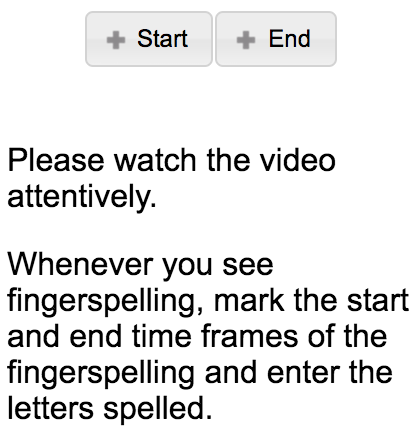 Start End
Please watch the video
attentively.
Whenever you see
fingerspelling, mark the start
and end time frames of the
fingerspelling and enter the
letters spelled.